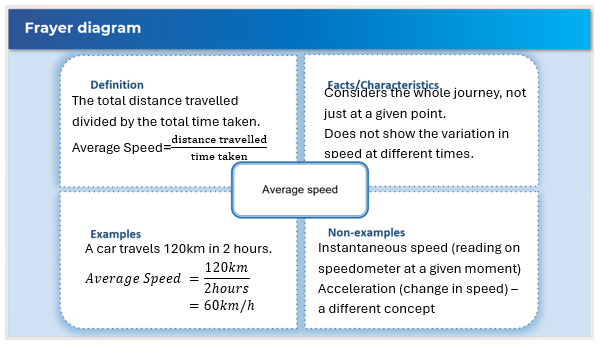 Frayer diagram
Definition
The total distance travelled
divided by the total time taken.
Average Speed=distance travelled
time taken
Facts/Characteristics
Considers the whole journey, not
just at a given point.
Does not show the variation in
speed at different times.
Average speed
Examples
A car travels 120km in 2 hours.
Average Speed = 120km
2hours
= 60km/h
Non-examples
Instantaneous speed (reading on
speedometer at a given moment)
Acceleration (change in speed) –
a different concept